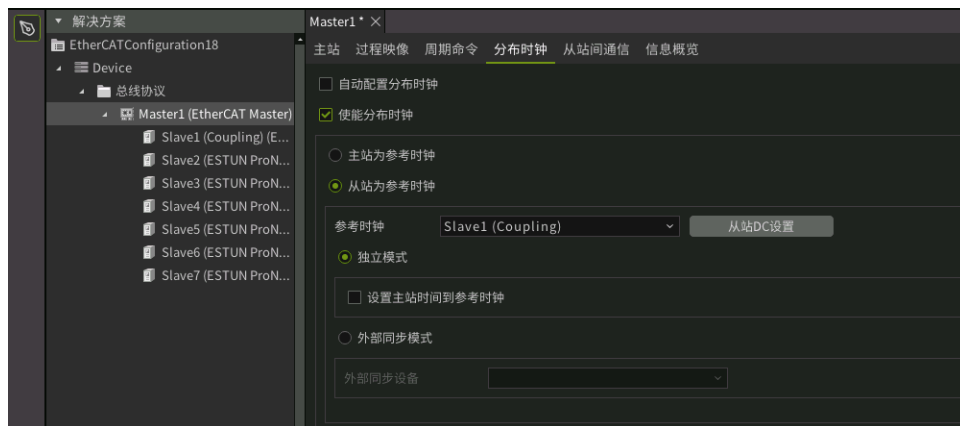 解决方案
EtherCATConfiguration18
Device
总线协议
Master1 (EtherCAT Master)
Slave1 (Coupling) (E...
Slave2 (ESTUN ProN...
Slave3 (ESTUN ProN...
Slave4 (ESTUN ProN...
Slave5 (ESTUN ProN...
Slave6 (ESTUN ProN...
Slave7 (ESTUN ProN...
Master1*
主站 过程映像 周期命令 分布时钟 从站间通信 信息概览
自动配置分布时钟
使能分布时钟
主站为参考时钟
从站为参考时钟
参考时钟 Slave1 (Coupling) 从站DC设置
独立模式
设置主站时间到参考时钟
外部同步模式
外部同步设备